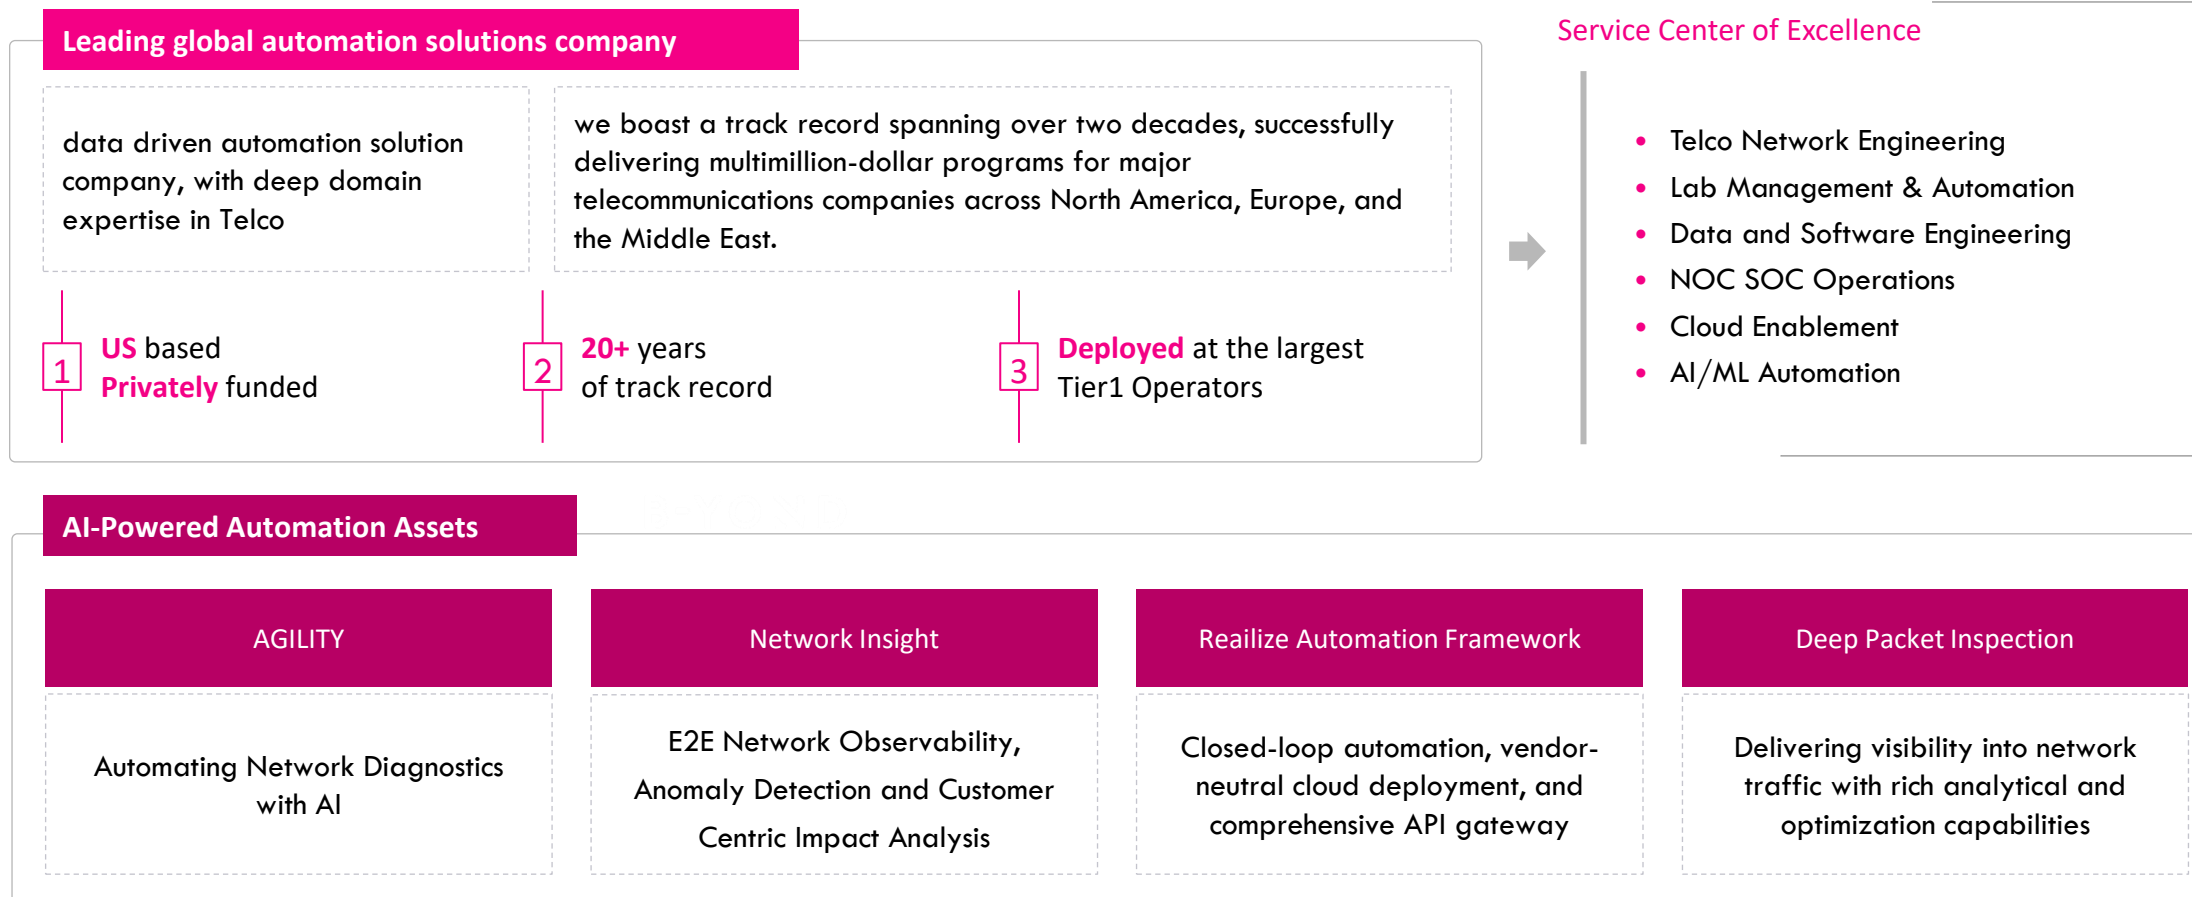 Leading global automation solutions company
data driven automation solution
company, with deep domain
expertise in Telco
we boast a track record spanning over two decades, successfully
delivering multimillion-dollar programs for major
telecommunications companies across North America, Europe, and
the Middle East.
1
US based
Privately funded
2
20+ years
of track record
3
Deployed at the largest
Tier1 Operators
Service Center of Excellence
• Telco Network Engineering
• Lab Management & Automation
• Data and Software Engineering
• NOC SOC Operations
• Cloud Enablement
• AI/ML Automation
AI-Powered Automation Assets
AGILITY
Automating Network Diagnostics
with AI
Network Insight
E2E Network Observability,
Anomaly Detection and Customer
Centric Impact Analysis
Reailize Automation Framework
Closed-loop automation, vendor-
neutral cloud deployment, and
comprehensive API gateway
Deep Packet Inspection
Delivering visibility into network
traffic with rich analytical and
optimization capabilities